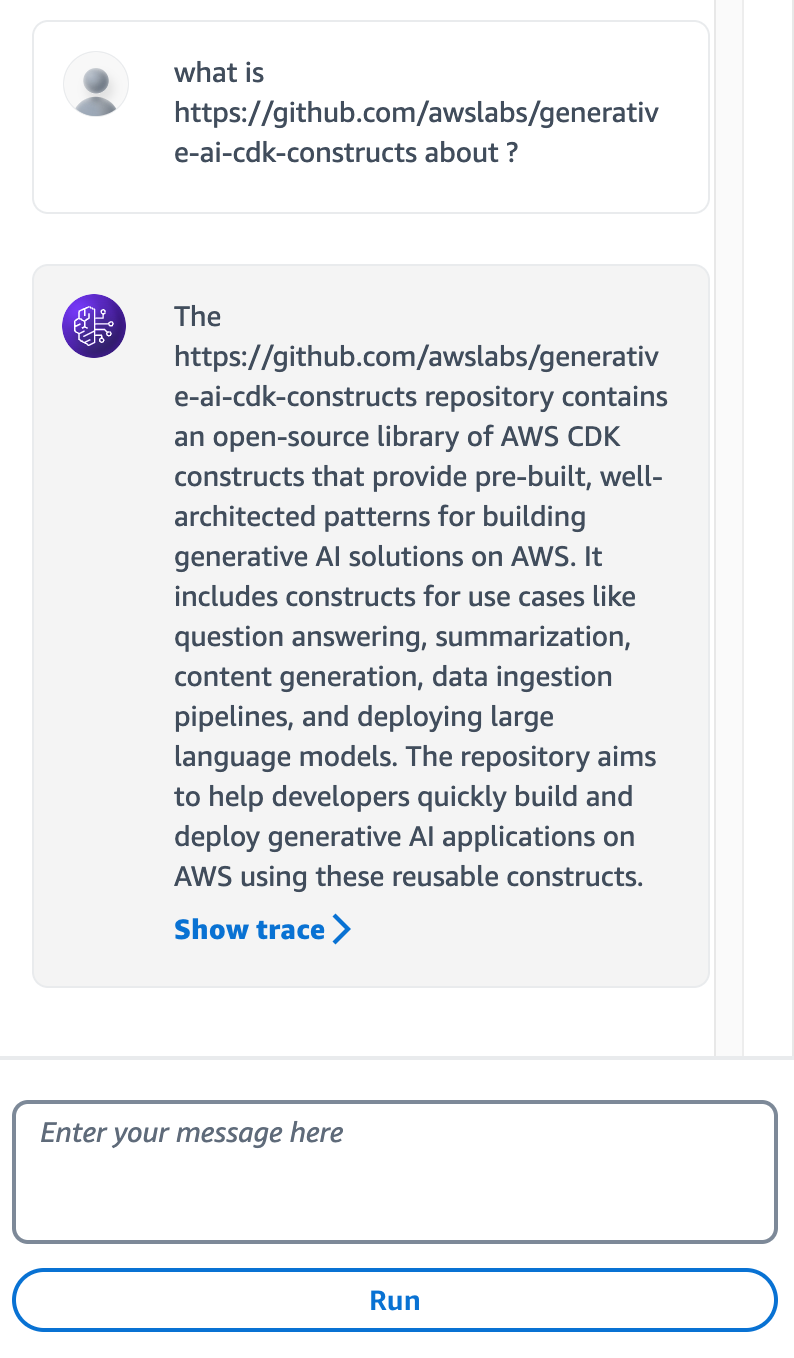 what is
https://github.com/awslabs/generativ
e-ai-cdk-constructs about ?
The
https://github.com/awslabs/generativ
e-ai-cdk-constructs repository contains
an open-source library of AWS CDK
constructs that provide pre-built, well-
architected patterns for building
generative AI solutions on AWS. It
includes constructs for use cases like
question answering, summarization,
content generation, data ingestion
pipelines, and deploying large
language models. The repository aims
to help developers quickly build and
deploy generative AI applications on
AWS using these reusable constructs.
Show trace
Enter your message here
Run